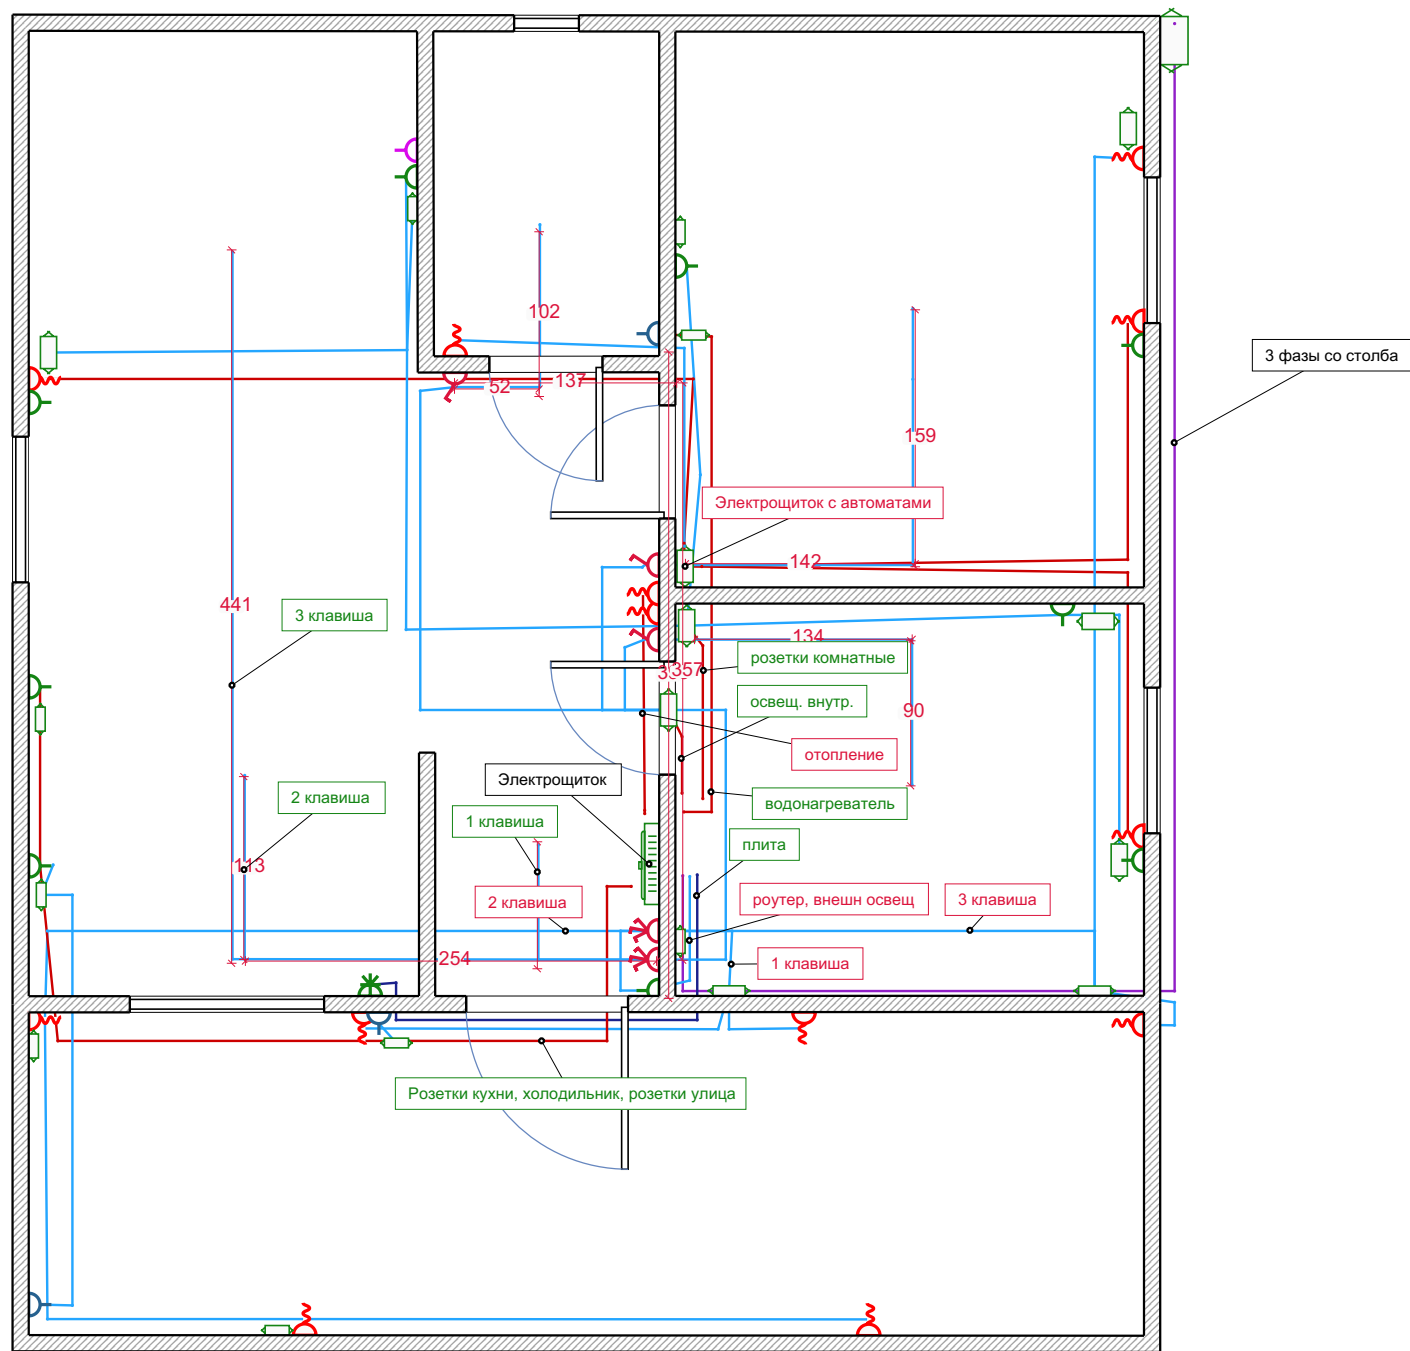 102
3 фазы со столба
52
137
159
Электрощиток с автоматами
142
441
3 клавиша
134
розетки комнатные
357
освещ. внутр.
90
отопление
Электрощиток
2 клавиша
водонагреватель
1 клавиша
плита
113
2 клавиша
роутер, внешн освещ
3 клавиша
254
1 клавиша
Розетки кухни, холодильник, розетки улица